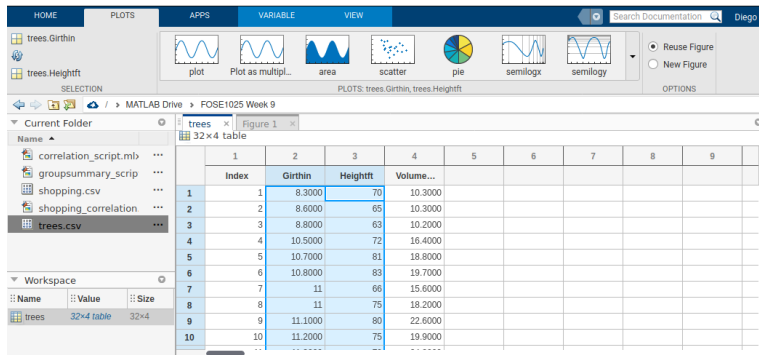 HOME PLOTS APPS VARIABLE VIEW Search Documentation Diego
trees.Girthin
trees.Heightft
SELECTION
plot Plot as multipl... area scatter pie semilogx semilogy
PLOTS: trees.Girthin, trees.Heightft
Reuse Figure
New Figure
OPTIONS
/ > MATLAB Drive > FOSE1025 Week 9
Current Folder
Name
correlation_script.mlx
groupsummary_scrip
shopping.csv
shopping_correlation
trees.csv
Workspace
Name Value Size
trees 32×4 table 32×4
trees × Figure 1 ×
32×4 table
1 2 3 4 5 6 7 8 9
Index Girthin Heightft Volume...
1 1 8.3000 70 10.3000
2 2 8.6000 65 10.3000
3 3 8.8000 63 10.2000
4 4 10.5000 72 16.4000
5 5 10.7000 81 18.8000
6 6 10.8000 83 19.7000
7 7 11 66 15.6000
8 8 11 75 18.2000
9 9 11.1000 80 22.6000
10 10 11.2000 75 19.9000